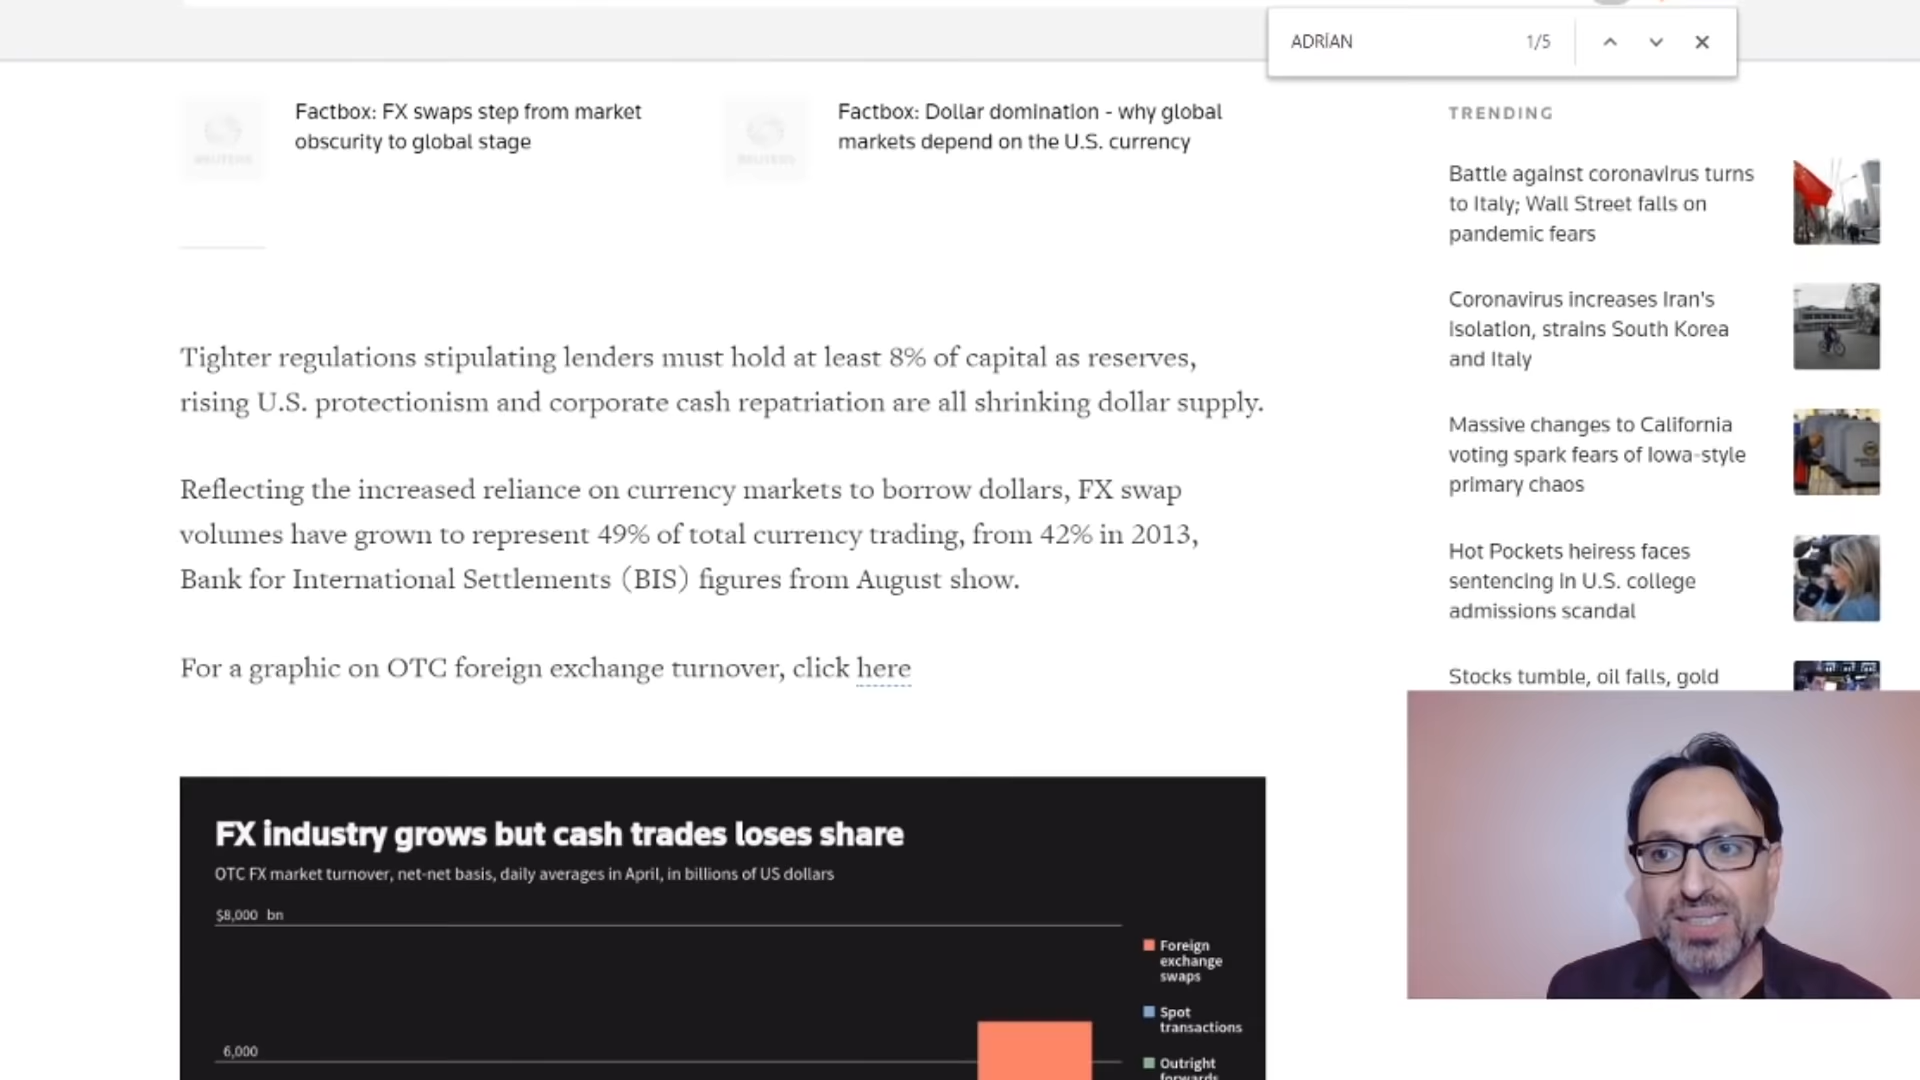 ADRİAN 1/5
Factbox: FX swaps step from market
obscurity to global stage
Factbox: Dollar domination - why global
markets depend on the U.S. currency
REUTERS
REUTERS
Tighter regulations stipulating lenders must hold at least 8% of capital as reserves,
rising U.S. protectionism and corporate cash repatriation are all shrinking dollar supply.
Reflecting the increased reliance on currency markets to borrow dollars, FX swap
volumes have grown to represent 49% of total currency trading, from 42% in 2013,
Bank for International Settlements (BIS) figures from August show.
For a graphic on OTC foreign exchange turnover, click here
FX industry grows but cash trades loses share
OTC FX market turnover, net-net basis, daily averages in April, in billions of US dollars
$8,000 bn
6,000
Foreign
exchange
swaps
Spot
transactions
Outright
forwards
TRENDING
Battle against coronavirus turns
to Italy; Wall Street falls on
pandemic fears
Coronavirus increases Iran's
isolation, strains South Korea
and Italy
Massive changes to California
voting spark fears of Iowa-style
primary chaos
Hot Pockets heiress faces
sentencing in U.S. college
admissions scandal
Stocks tumble, oil falls, gold